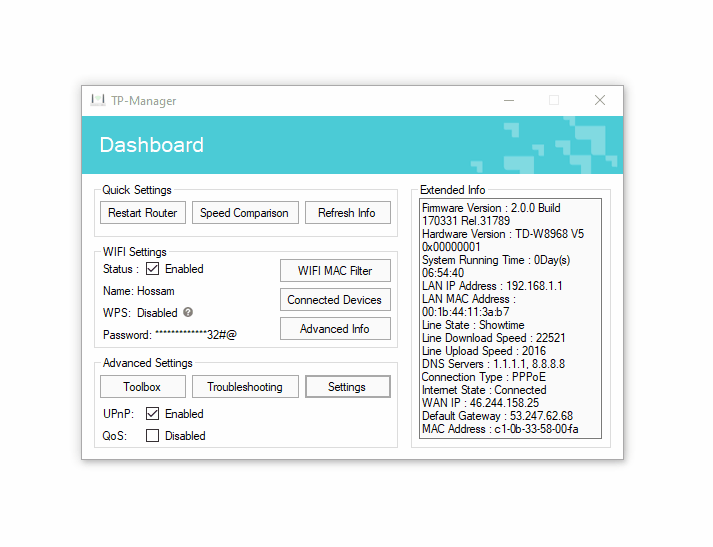 TP-Manager
Dashboard
Quick Settings
Restart Router
Speed Comparison
Refresh Info
WIFI Settings
Status : Enabled
Name: Hossam
WPS: Disabled ?
Password: *************32#@
WIFI MAC Filter
Connected Devices
Advanced Info
Advanced Settings
Toolbox
Troubleshooting
Settings
UPnP: Enabled
QoS: Disabled
Extended Info
Firmware Version : 2.0.0 Build
170331 Rel.31789
Hardware Version : TD-W8968 V5
0x00000001
System Running Time : 0Day(s)
06:54:40
LAN IP Address : 192.168.1.1
LAN MAC Address :
00:1b:44:11:3a:b7
Line State : Showtime
Line Download Speed : 22521
Line Upload Speed : 2016
DNS Servers : 1.1.1.1, 8.8.8.8
Connection Type : PPPoE
Internet State : Connected
WAN IP : 46.244.158.25
Default Gateway : 53.247.62.68
MAC Address : c1-0b-33-58-00-fa